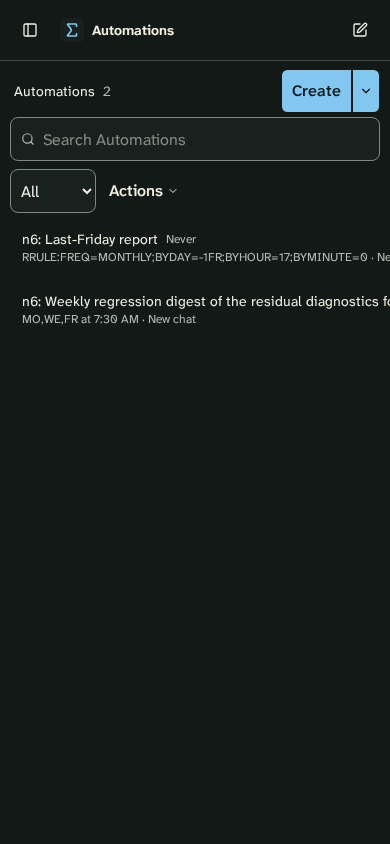 Automations
Automations 2
Create
Search Automations
All
Actions
n6: Last-Friday report Never
RRULE:FREQ=MONTHLY;BYDAY=-1FR;BYHOUR=17;BYMINUTE=0 · Ne
n6: Weekly regression digest of the residual diagnostics fo
MO,WE,FR at 7:30 AM · New chat